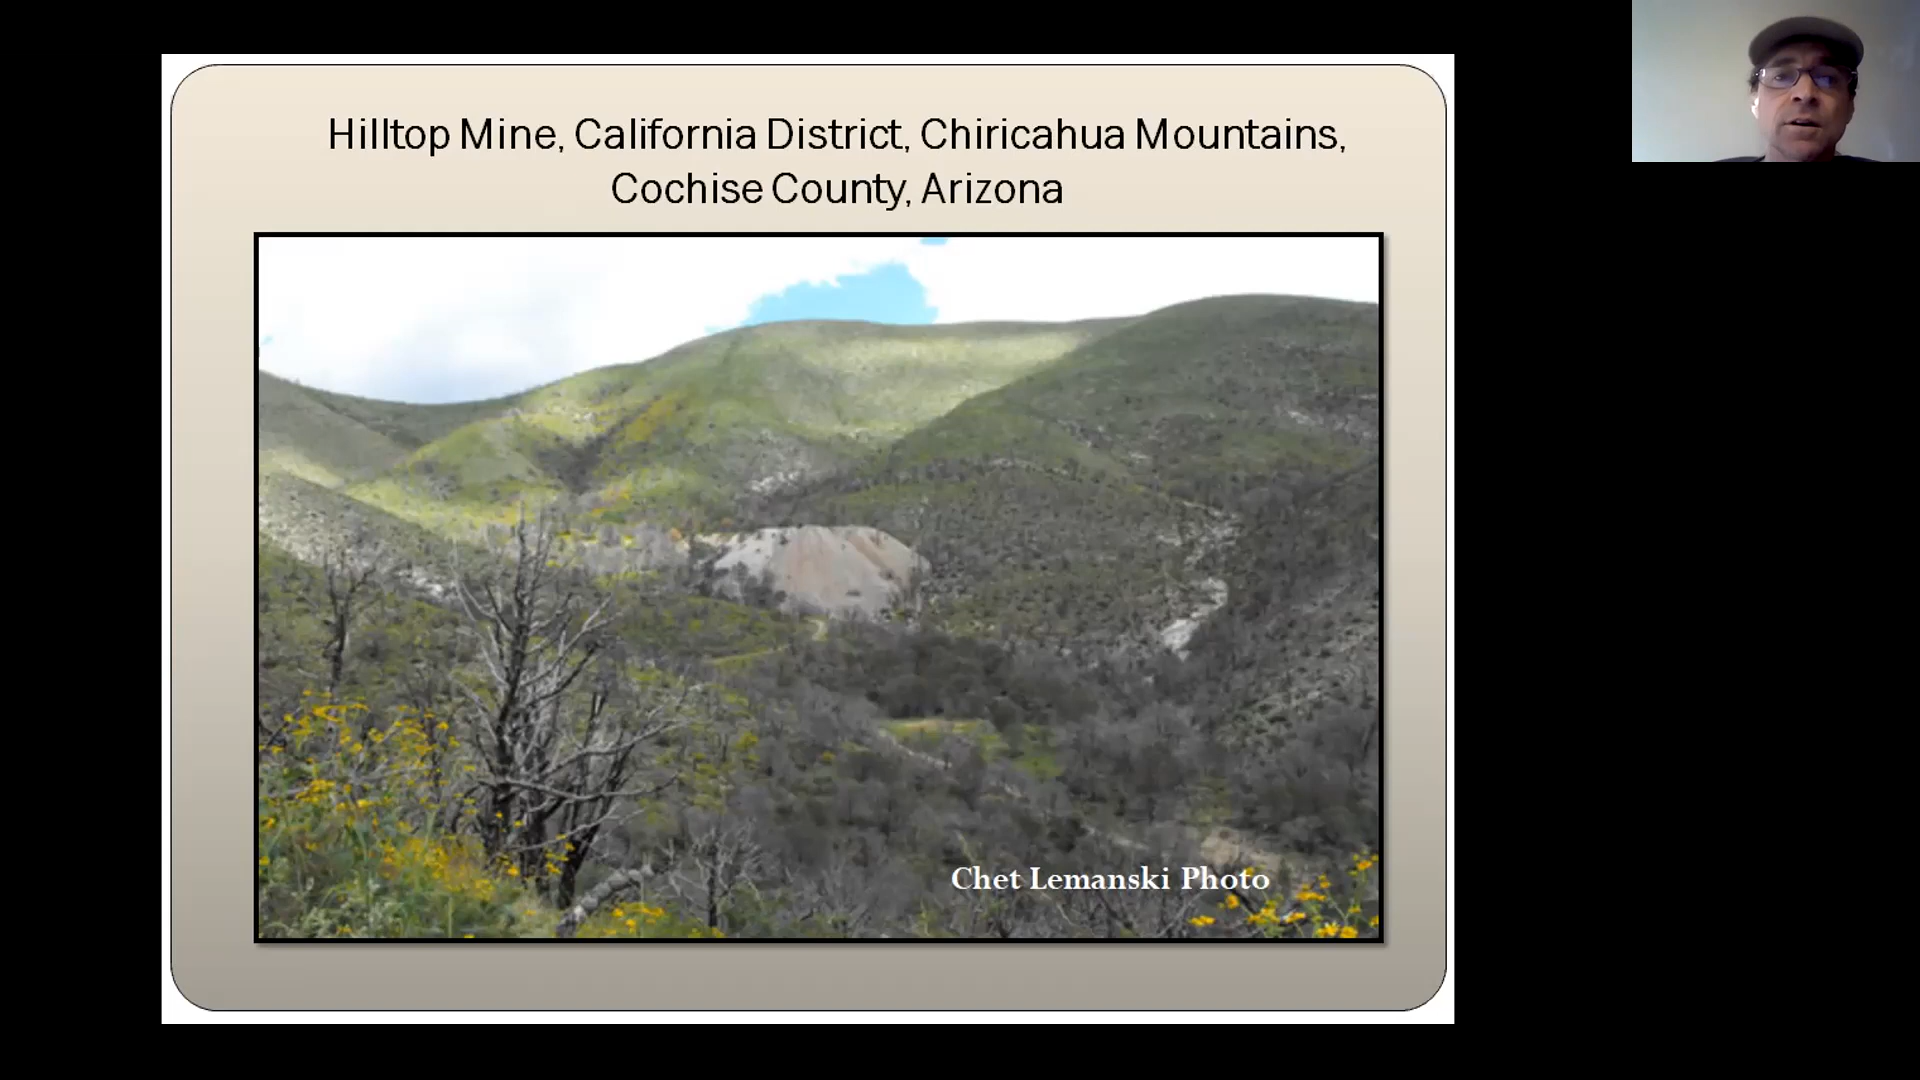 Hilltop Mine, California District, Chiricahua Mountains,
Cochise County, Arizona
Chet Lemanski Photo